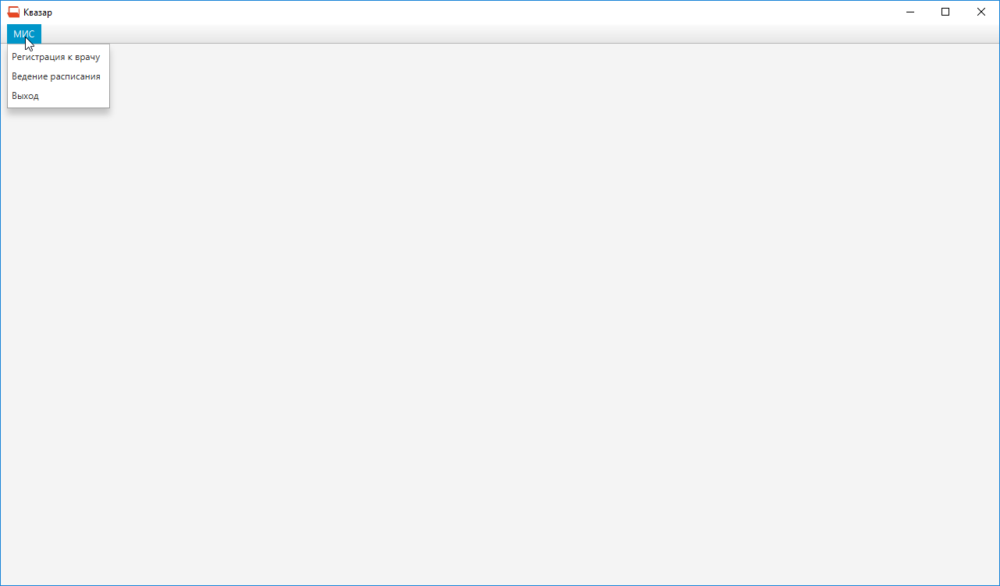 Квазар
МИС
Регистрация к врачу
Ведение расписания
Выход